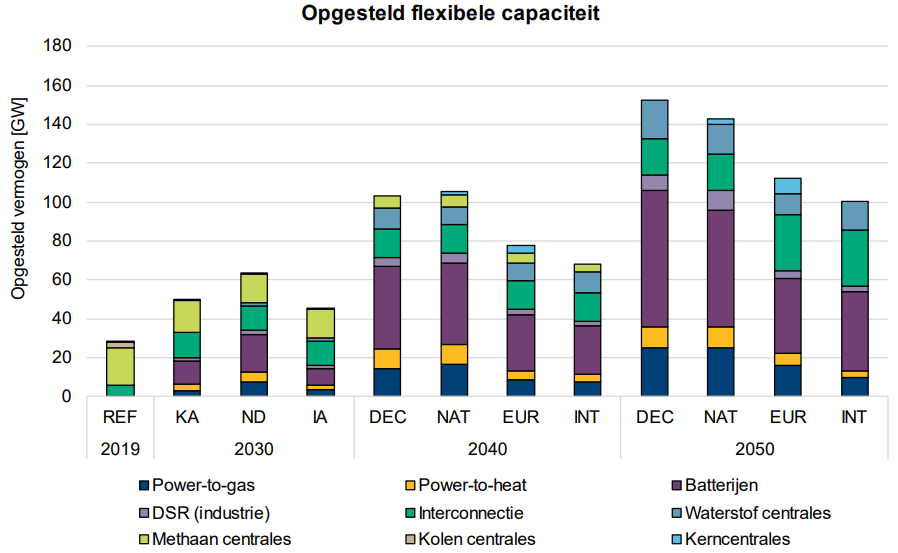 Opgesteld flexibele capaciteit
Opgesteld vermogen [GW]
180
160
140
120
100
80
60
40
20
0
REF KA ND IA DEC NAT EUR INT DEC NAT EUR INT
2019 2030 2040 2050
Power-to-gas Power-to-heat Batterijen
DSR (industrie) Interconnectie Waterstof centrales
Methaan centrales Kolen centrales Kerncentrales